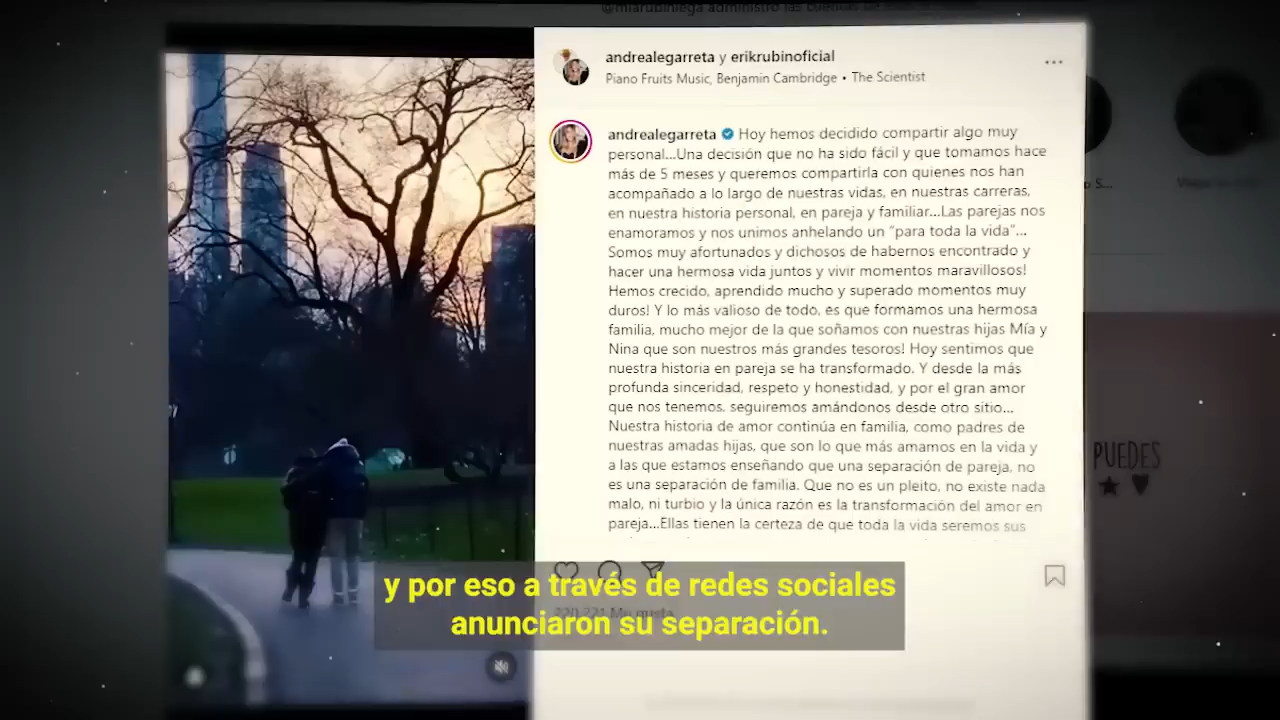 @miarubinlega administró las cuentas de
andrealegarreta y erikrubinoficial
Piano Fruits Music, Benjamin Cambridge • The Scientist
andrealegarreta Hoy hemos decidido compartir algo muy
personal...Una decisión que no ha sido fácil y que tomamos hace
más de 5 meses y queremos compartirla con quienes nos han
acompañado a lo largo de nuestras vidas, en nuestras carreras,
en nuestra historia personal, en pareja y familiar...Las parejas nos
enamoramos y nos unimos anhelando un "para toda la vida"...
Somos muy afortunados y dichosos de habernos encontrado y
hacer una hermosa vida juntos y vivir momentos maravillosos!
Hemos crecido, aprendido mucho y superado momentos muy
duros! Y lo más valioso de todo, es que formamos una hermosa
familia, mucho mejor de la que soñamos con nuestras hijas Mía y
Nina que son nuestros más grandes tesoros! Hoy sentimos que
nuestra historia en pareja se ha transformado. Y desde la más
profunda sinceridad, respeto y honestidad, y por el gran amor
que nos tenemos, seguiremos amándonos desde otro sitio...
Nuestra historia de amor continúa en familia, como padres de
nuestras amadas hijas, que son lo que más amamos en la vida y
a las que estamos enseñando que una separación de pareja, no
es una separación de familia. Que no es un pleito, no existe nada
malo, ni turbio y la única razón es la transformación del amor en
pareja...Ellas tienen la certeza de que toda la vida seremos sus
PUEDES
y por eso a través de redes sociales
anunciaron su separación.